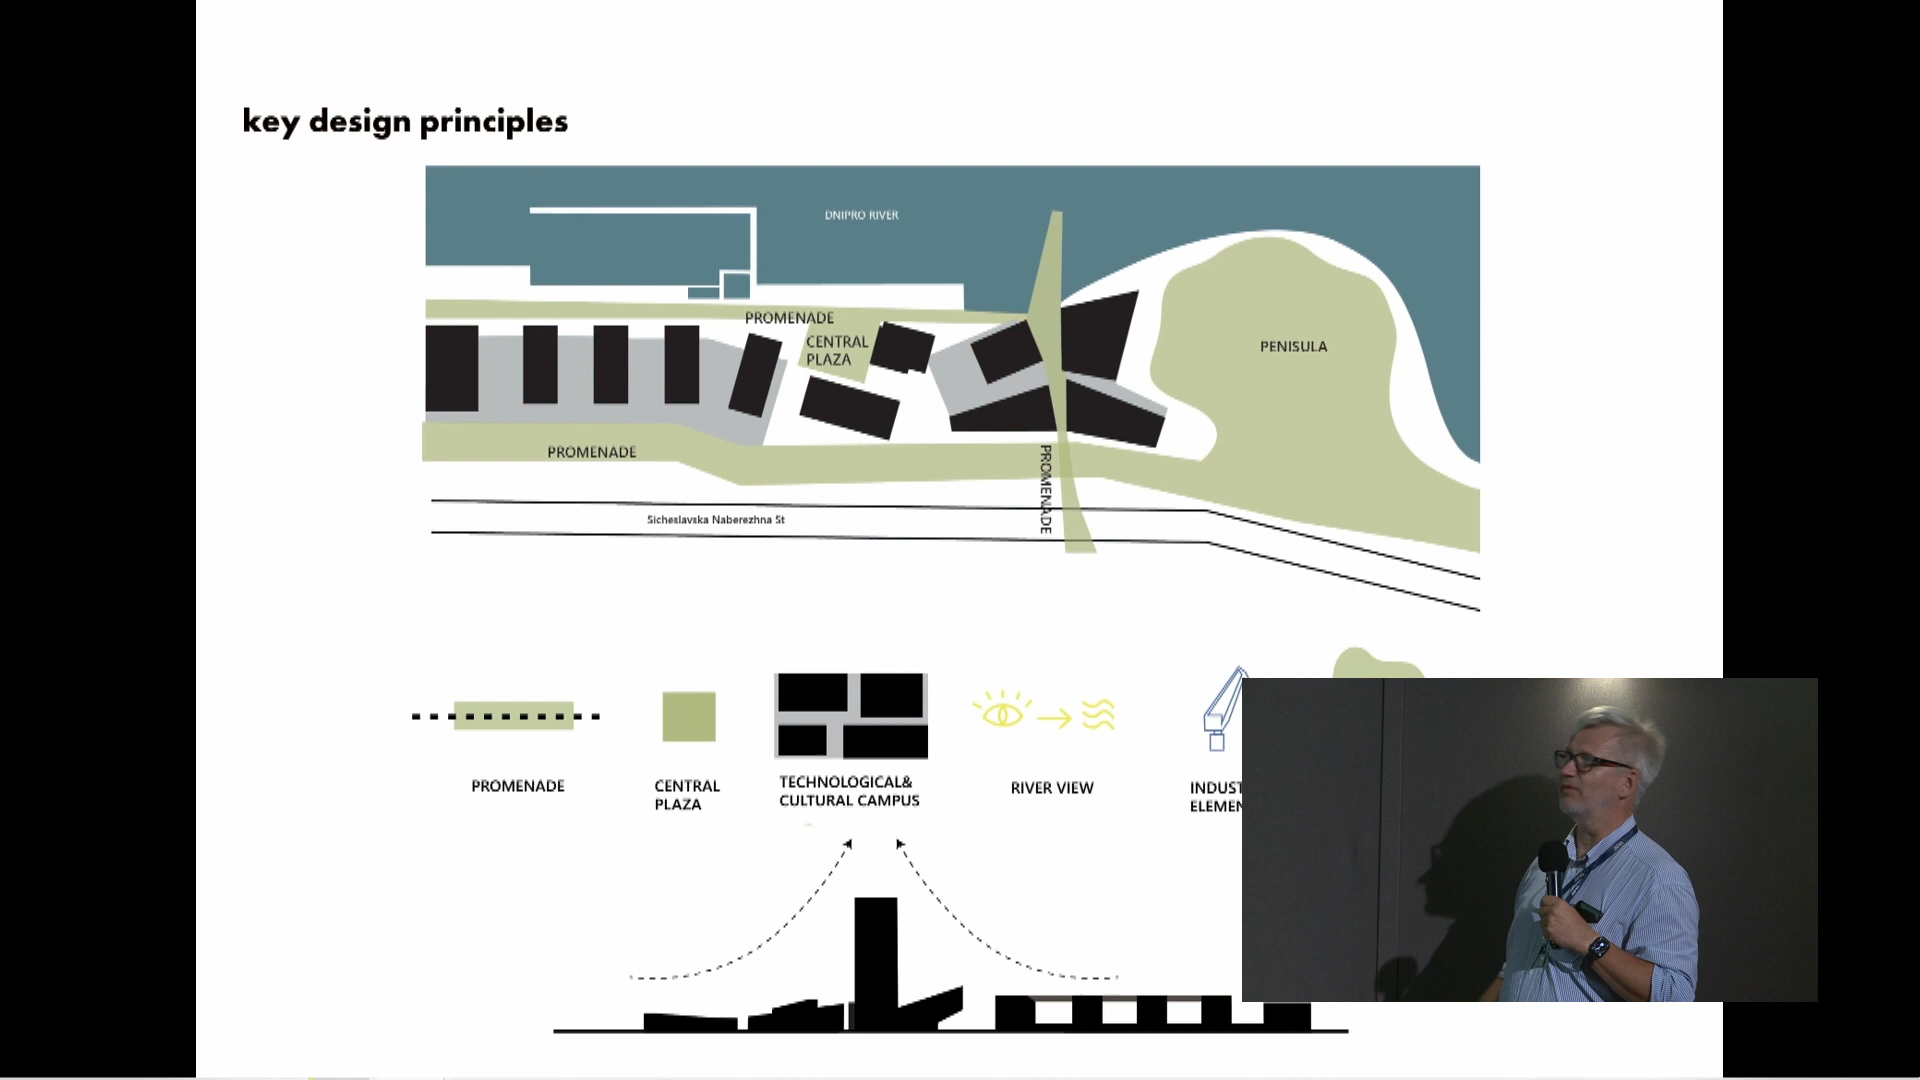 key design principles
DNIPRO RIVER
PROMENADE
CENTRAL
PLAZA
PENISULA
PROMENADE
PROMENADE
Sicheslavska Naberezhna St
PROMENADE
CENTRAL
PLAZA
TECHNOLOGICAL&
CULTURAL CAMPUS
RIVER VIEW
INDUST
ELEMEN